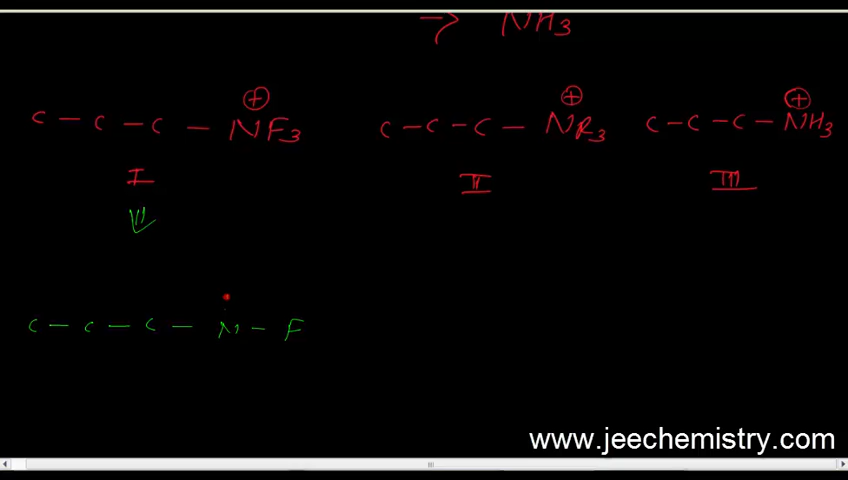 → NH3
C - C - C - NF3 ⊕
C - C - C - NR3 ⊕
C - C - C - NH3 ⊕
I
II
III
C - C - C - N - F
www.jeechemistry.com